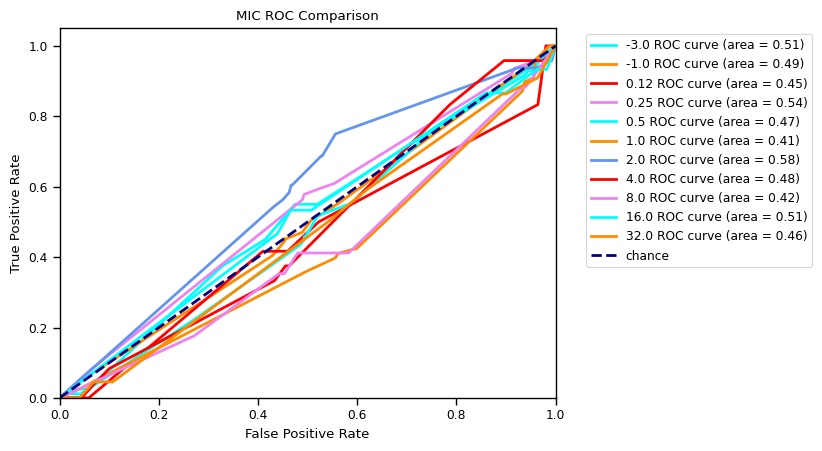 MIC ROC Comparison
1.0
0.8
0.6
0.4
0.2
0.0
True Positive Rate
0.0 0.2 0.4 0.6 0.8 1.0
False Positive Rate
-3.0 ROC curve (area = 0.51)
-1.0 ROC curve (area = 0.49)
0.12 ROC curve (area = 0.45)
0.25 ROC curve (area = 0.54)
0.5 ROC curve (area = 0.47)
1.0 ROC curve (area = 0.41)
2.0 ROC curve (area = 0.58)
4.0 ROC curve (area = 0.48)
8.0 ROC curve (area = 0.42)
16.0 ROC curve (area = 0.51)
32.0 ROC curve (area = 0.46)
chance